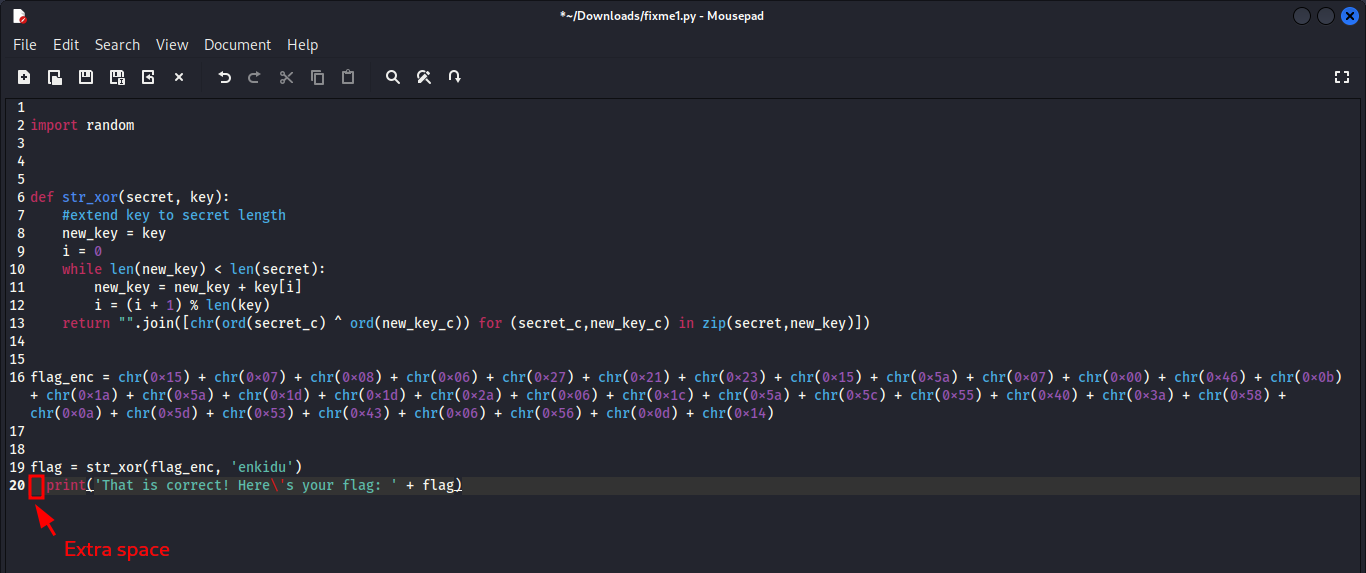 *~/Downloads/fixme1.py - Mousepad
File Edit Search View Document Help
1
2 import random
3
4
5
6 def str_xor(secret, key):
7     #extend key to secret length
8     new_key = key
9     i = 0
10     while len(new_key) < len(secret):
11         new_key = new_key + key[i]
12         i = (i + 1) % len(key)
13     return "".join([chr(ord(secret_c) ^ ord(new_key_c)) for (secret_c,new_key_c) in zip(secret,new_key)])
14
15
16 flag_enc = chr(0×15) + chr(0×07) + chr(0×08) + chr(0×06) + chr(0×27) + chr(0×21) + chr(0×23) + chr(0×15) + chr(0×5a) + chr(0×07) + chr(0×00) + chr(0×46) + chr(0×0b)
+ chr(0×1a) + chr(0×5a) + chr(0×1d) + chr(0×1d) + chr(0×2a) + chr(0×06) + chr(0×1c) + chr(0×5a) + chr(0×5c) + chr(0×55) + chr(0×40) + chr(0×3a) + chr(0×58) +
chr(0×0a) + chr(0×5d) + chr(0×53) + chr(0×43) + chr(0×06) + chr(0×56) + chr(0×0d) + chr(0×14)
17
18
19 flag = str_xor(flag_enc, 'enkidu')
20   print('That is correct! Here\'s your flag: ' + flag)
Extra space